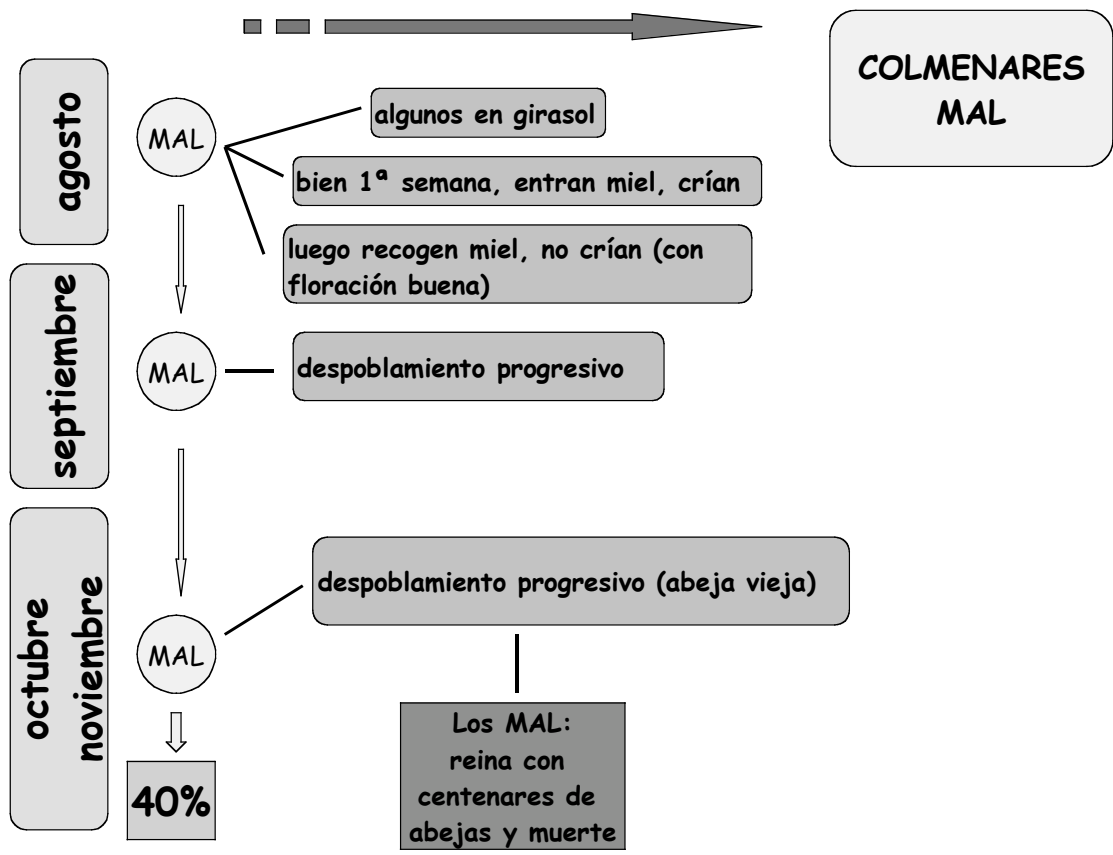 COLMENARES
MAL
agosto
MAL
algunos en girasol
bien 1ª semana, entran miel, crían
luego recogen miel, no crían (con
floración buena)
septiembre
MAL
despoblamiento progresivo
octubre
noviembre
MAL
despoblamiento progresivo (abeja vieja)
40%
Los MAL:
reina con
centenares de
abejas y muerte